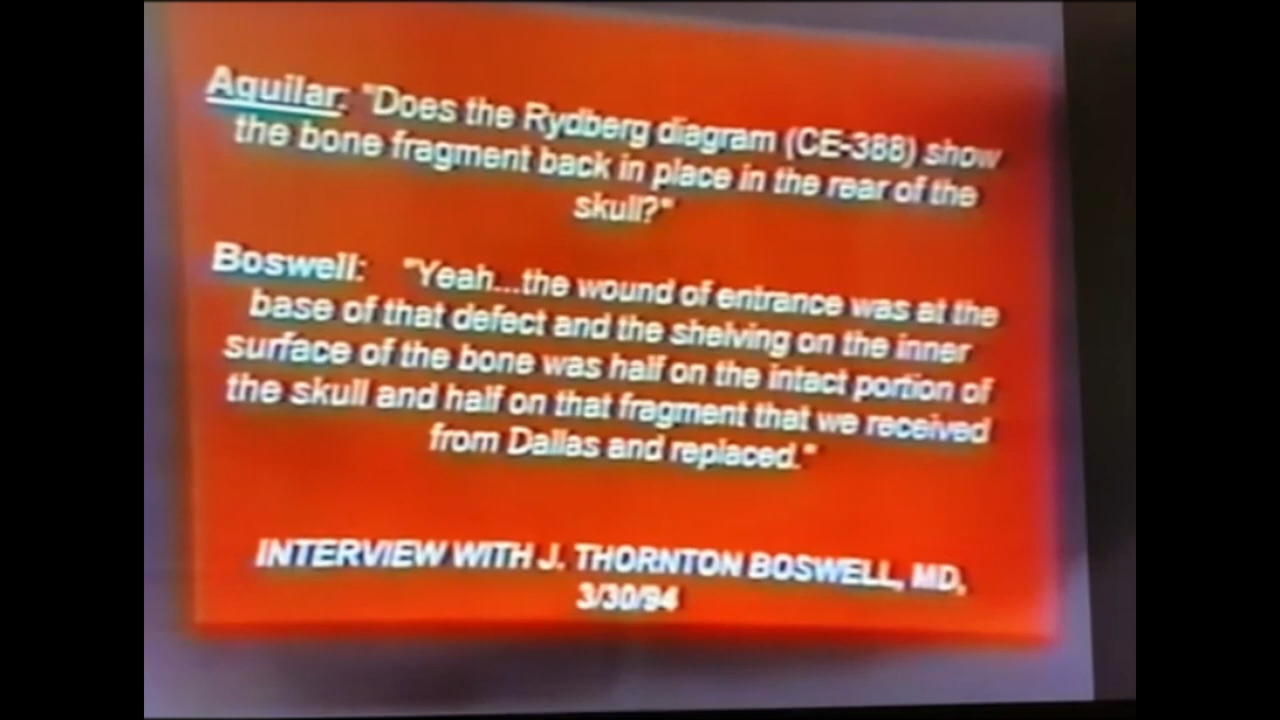 Aguilar: "Does the Rydberg diagram (CE-388) show
the bone fragment back in place in the rear of the
skull?"
Boswell: "Yeah...the wound of entrance was at the
base of that defect and the shelving on the inner
surface of the bone was half on the intact portion of
the skull and half on that fragment that we received
from Dallas and replaced."
INTERVIEW WITH J. THORNTON BOSWELL, MD,
3/30/94